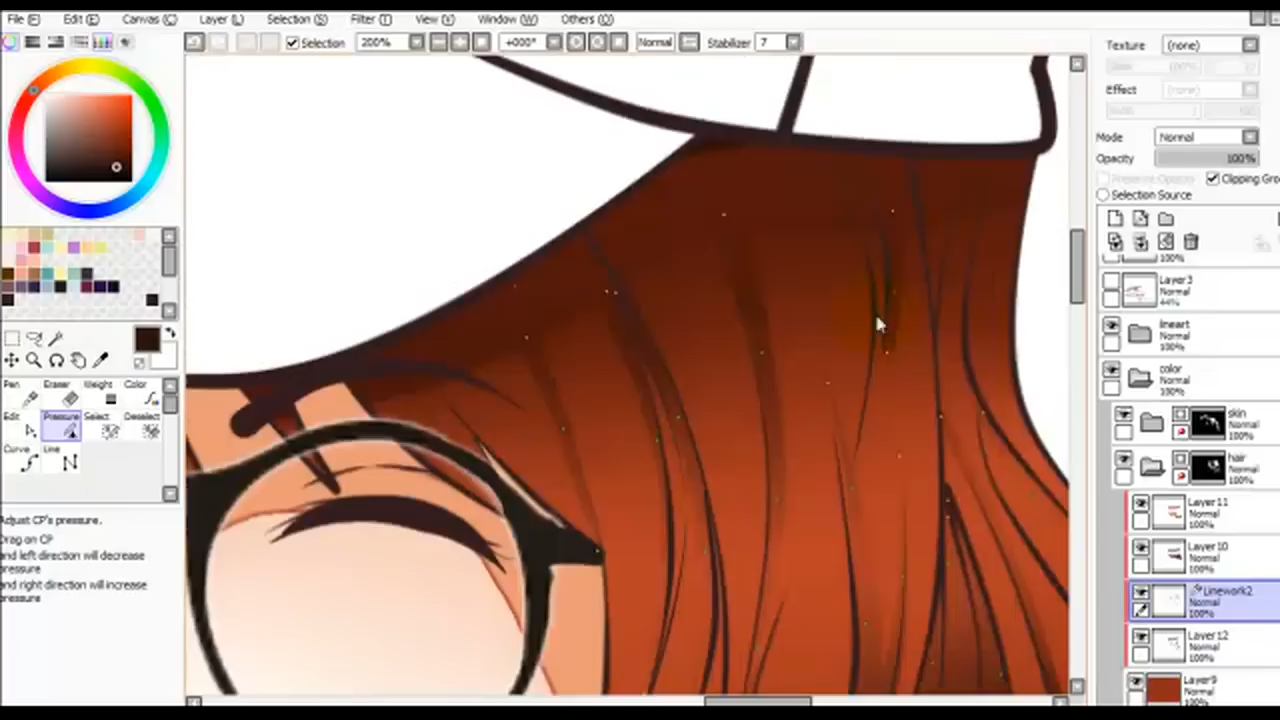 File (F) Edit (E) Canvas (C) Layer (L) Selection (S) Filter (T) View (V) Window (W) Others (O)
Selection 200% +000° Normal Stabilizer 7
Texture (none)
Effect (none)
Mode Normal
Opacity 100%
Clipping Gro
Selection Source
100%
Layer3
Normal
44%
lineart
Normal
100%
color
Normal
100%
skin
Normal
100%
hair
Normal
100%
Layer11
Normal
100%
Layer10
Normal
100%
Linework2
Normal
100%
Layer12
Normal
100%
Layer9
Normal
100%
Pen Eraser Weight Color
Edit Pressure Select Deselect
Curve Line
Adjust CP's pressure.
Drag on CP
and left direction will decrease
pressure
and right direction will increase
pressure